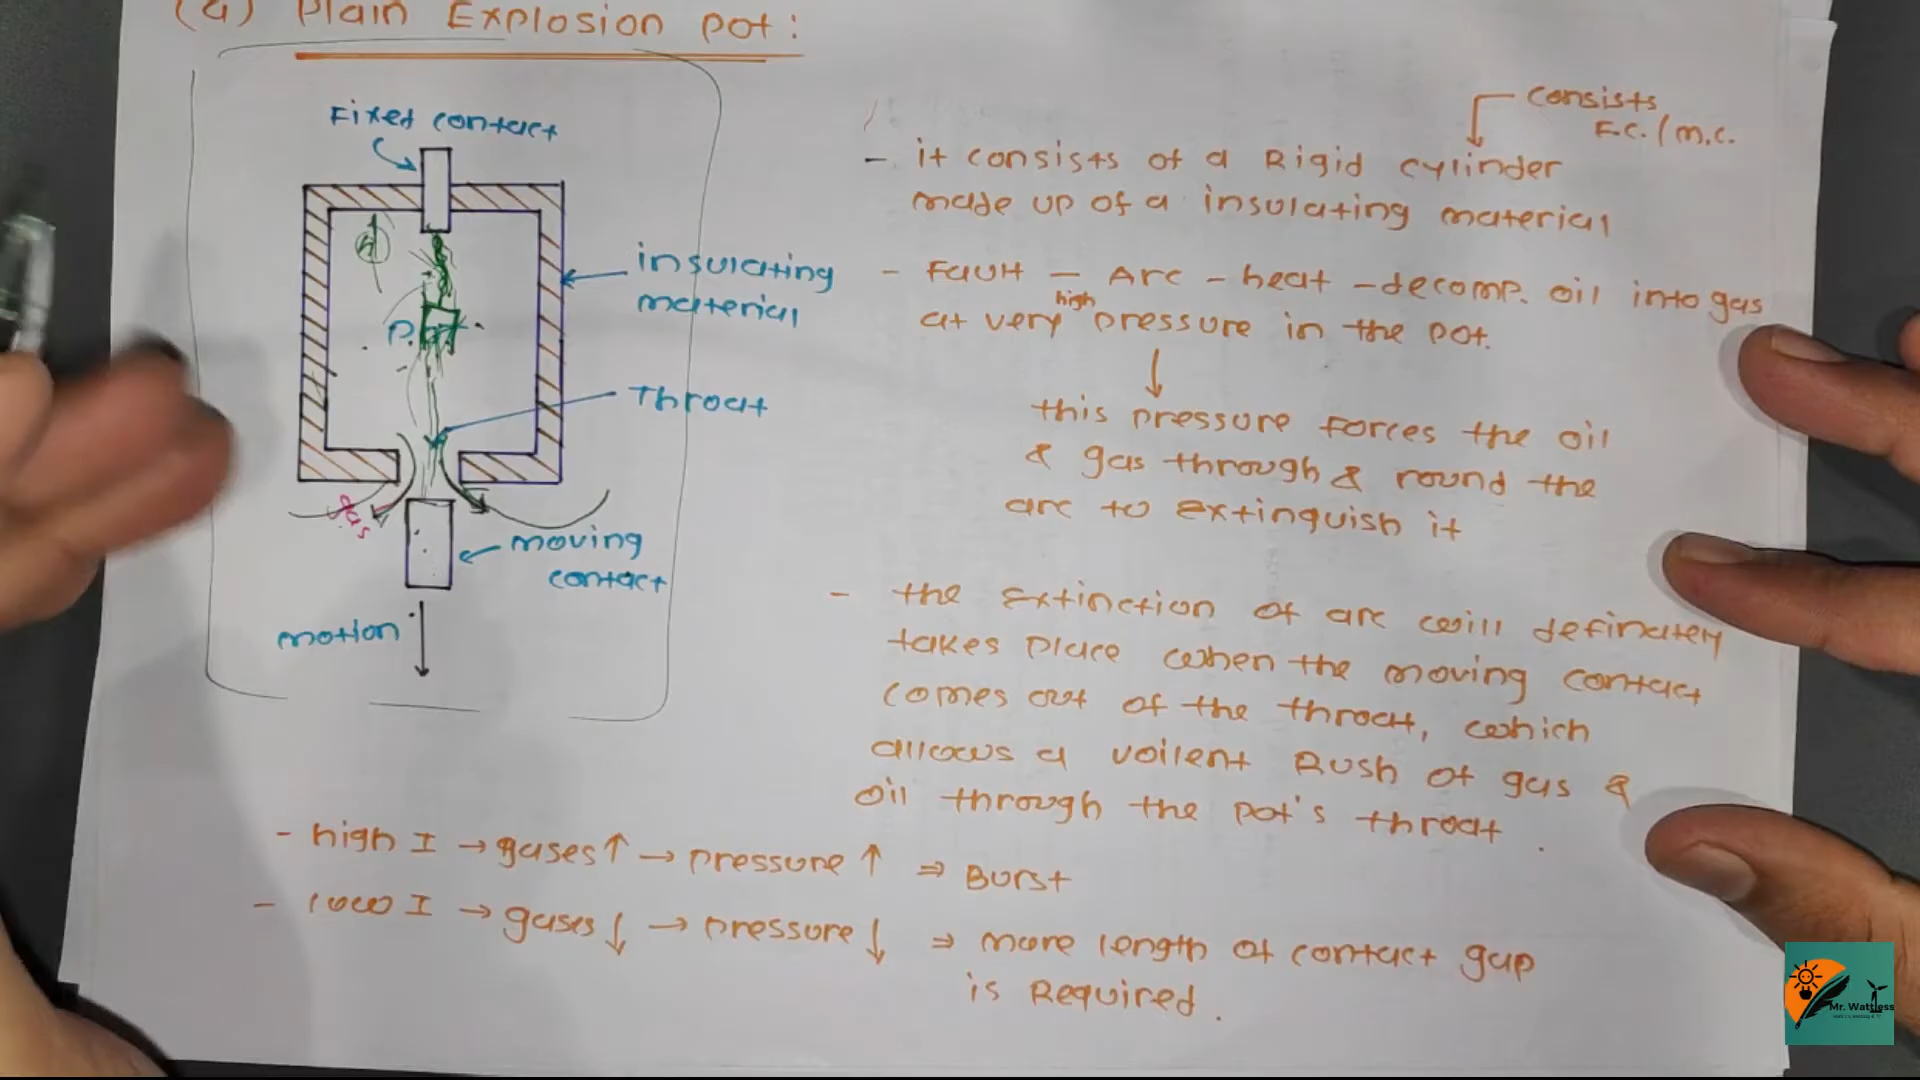 (a) Plain Explosion pot:
Fixed contact
insulating
material
Throat
P.
h
gas
moving
contact
motion
consists
F.C. / m.c.
- it consists of a Rigid cylinder
made up of a insulating material
- Fault - Arc - heat - decomp. oil into gas
at very high pressure in the pot.
↓
this pressure forces the oil
& gas through & round the
arc to extinguish it
- the extinction of arc will definately
takes place when the moving contact
comes out of the throat, which
allows a voilent Rush of gas &
oil through the pot's throat.
- high I → gases ↑ → pressure ↑ ⇒ Burst
- low I → gases ↓ → pressure ↓ ⇒ more length of contact gap
is Required.
Mr. Wattless